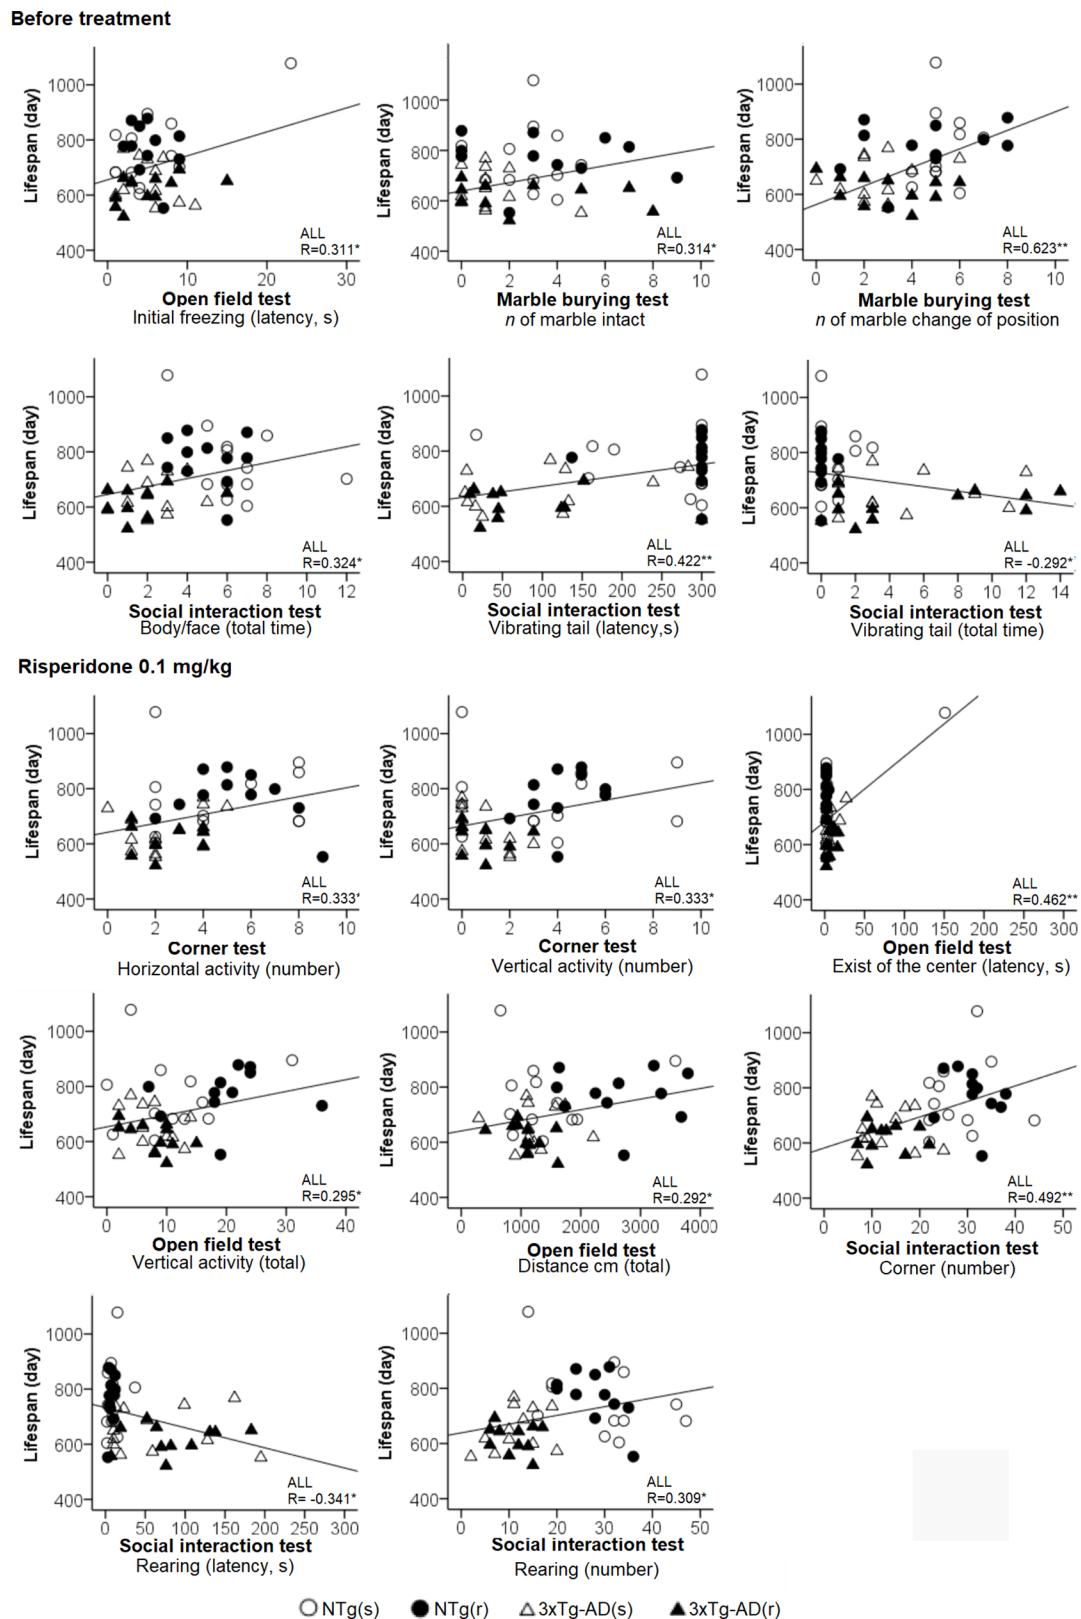 Before treatment
Lifespan (day)
1000
800
600
400
0
10
20
30
ALL
R=0.311*
Open field test
Initial freezing (latency, s)
Lifespan (day)
1000
800
600
400
0
2
4
6
8
10
ALL
R=0.314*
Marble burying test
n of marble intact
Lifespan (day)
1000
800
600
400
0
2
4
6
8
10
ALL
R=0.623**
Marble burying test
n of marble change of position
Lifespan (day)
1000
800
600
400
0
2
4
6
8
10
12
ALL
R=0.324*
Social interaction test
Body/face (total time)
Lifespan (day)
1000
800
600
400
0
50
100
150
200
250
300
ALL
R=0.422**
Social interaction test
Vibrating tail (latency,s)
Lifespan (day)
1000
800
600
400
0
2
4
6
8
10
12
14
ALL
R= -0.292*
Social interaction test
Vibrating tail (total time)
Risperidone 0.1 mg/kg
Lifespan (day)
1000
800
600
400
0
2
4
6
8
10
ALL
R=0.333*
Corner test
Horizontal activity (number)
Lifespan (day)
1000
800
600
400
0
2
4
6
8
10
ALL
R=0.333*
Corner test
Vertical activity (number)
Lifespan (day)
1000
800
600
400
0
50
100
150
200
250
300
ALL
R=0.462**
Open field test
Exist of the center (latency, s)
Lifespan (day)
1000
800
600
400
0
10
20
30
40
ALL
R=0.295*
Open field test
Vertical activity (total)
Lifespan (day)
1000
800
600
400
0
1000
2000
3000
4000
ALL
R=0.292*
Open field test
Distance cm (total)
Lifespan (day)
1000
800
600
400
0
10
20
30
40
50
ALL
R=0.492**
Social interaction test
Corner (number)
Lifespan (day)
1000
800
600
400
0
50
100
150
200
250
300
ALL
R= -0.341*
Social interaction test
Rearing (latency, s)
Lifespan (day)
1000
800
600
400
0
10
20
30
40
50
ALL
R=0.309*
Social interaction test
Rearing (number)
NTg(s)
NTg(r)
3xTg-AD(s)
3xTg-AD(r)